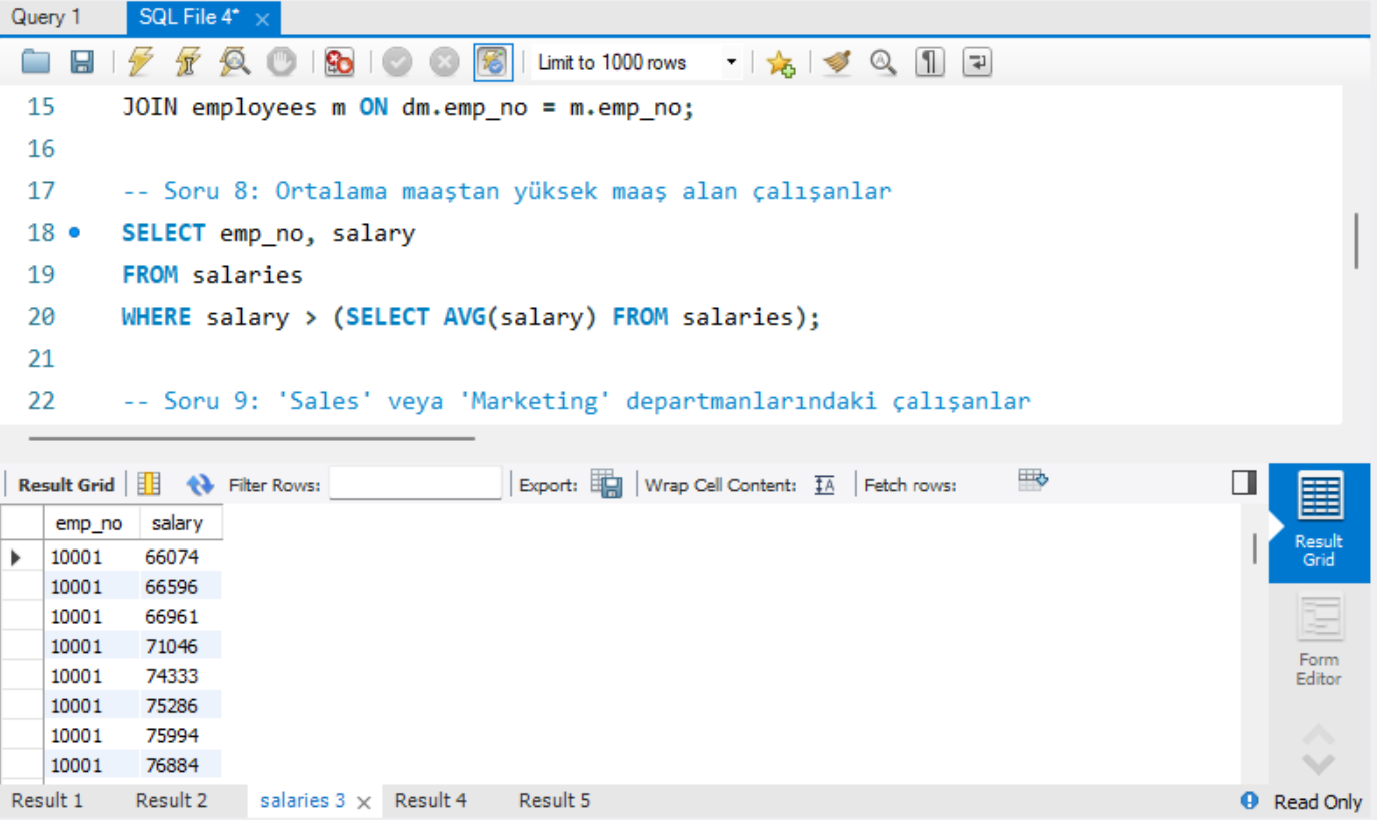 Query 1 SQL File 4*
Limit to 1000 rows
15 JOIN employees m ON dm.emp_no = m.emp_no;
16
17 -- Soru 8: Ortalama maaştan yüksek maaş alan çalışanlar
18 SELECT emp_no, salary
19 FROM salaries
20 WHERE salary > (SELECT AVG(salary) FROM salaries);
21
22 -- Soru 9: 'Sales' veya 'Marketing' departmanlarındaki çalışanlar
Result Grid Filter Rows: Export: Wrap Cell Content: Fetch rows:
emp_no salary
10001 66074
10001 66596
10001 66961
10001 71046
10001 74333
10001 75286
10001 75994
10001 76884
Result
Grid
Form
Editor
Result 1 Result 2 salaries 3 Result 4 Result 5 Read Only